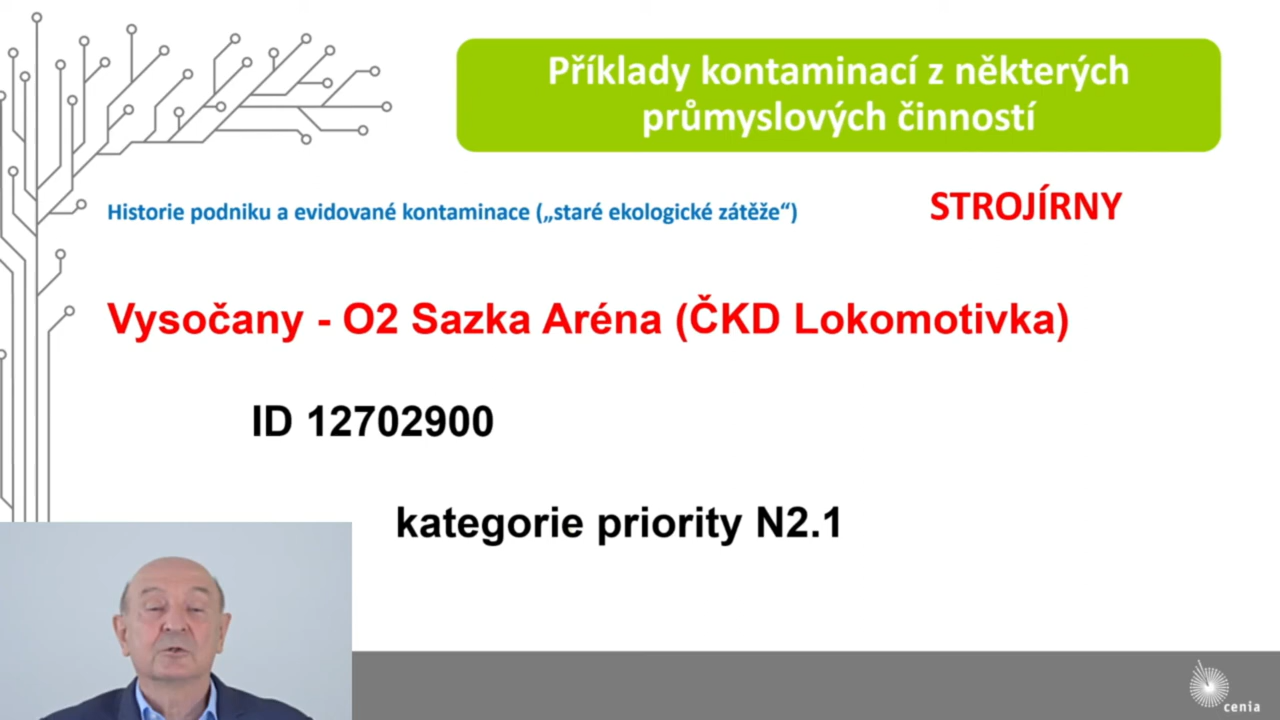 Příklady kontaminací z některých
průmyslových činností
Historie podniku a evidované kontaminace („staré ekologické zátěže“)
STROJÍRNY
Vysočany - O2 Sazka Aréna (ČKD Lokomotivka)
ID 12702900
kategorie priority N2.1
cenia